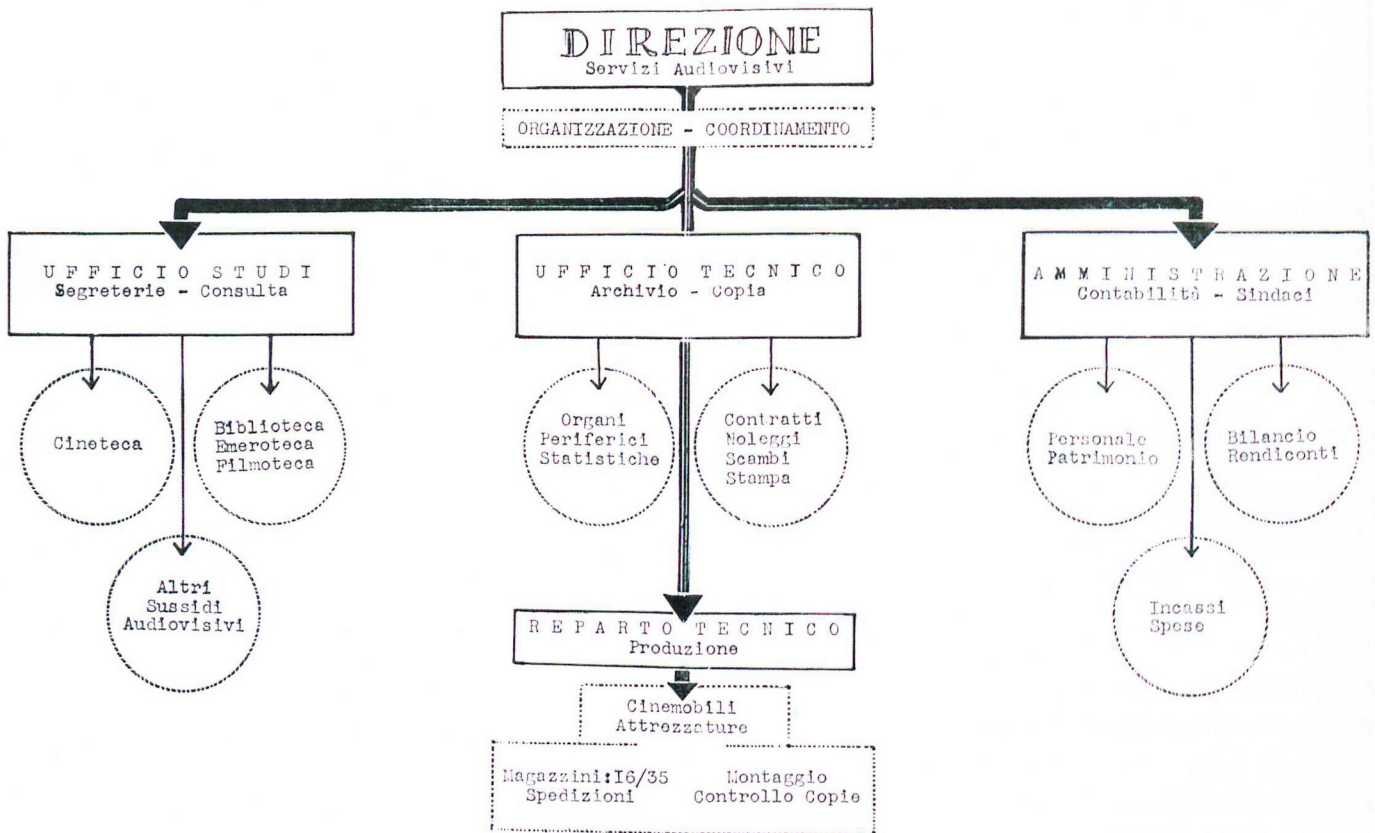 DIREZIONE
Servizi Audiovisivi
ORGANIZZAZIONE - COORDINAMENTO
UFFICIO STUDI
Segreterie - Consulta
UFFICIO TECNICO
Archivio - Copia
AMMINISTRAZIONE
Contabilità - Sindaci
Cineteca
Biblioteca
Emeroteca
Filmoteca
Altri
Sussidi
Audiovisivi
Organi
Periferici
Statistiche
Contratti
Noleggi
Scambi
Stampa
Personale
Patrimonio
Bilancio
Rendiconti
Incassi
Spese
REPARTO TECNICO
Produzione
Cinemobili
Attrezzature
Magazzini:I6/35
Spedizioni
Montaggio
Controllo Copie